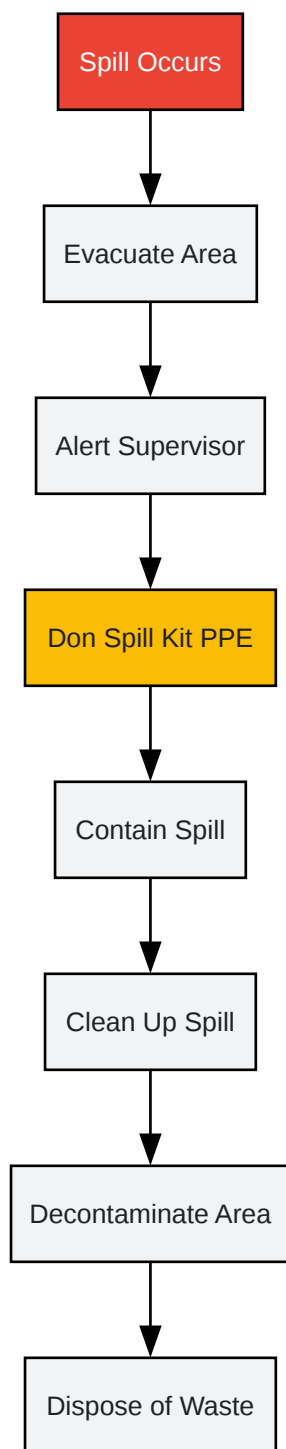 Spill Occurs
Evacuate Area
Alert Supervisor
Don Spill Kit PPE
Contain Spill
Clean Up Spill
Decontaminate Area
Dispose of Waste